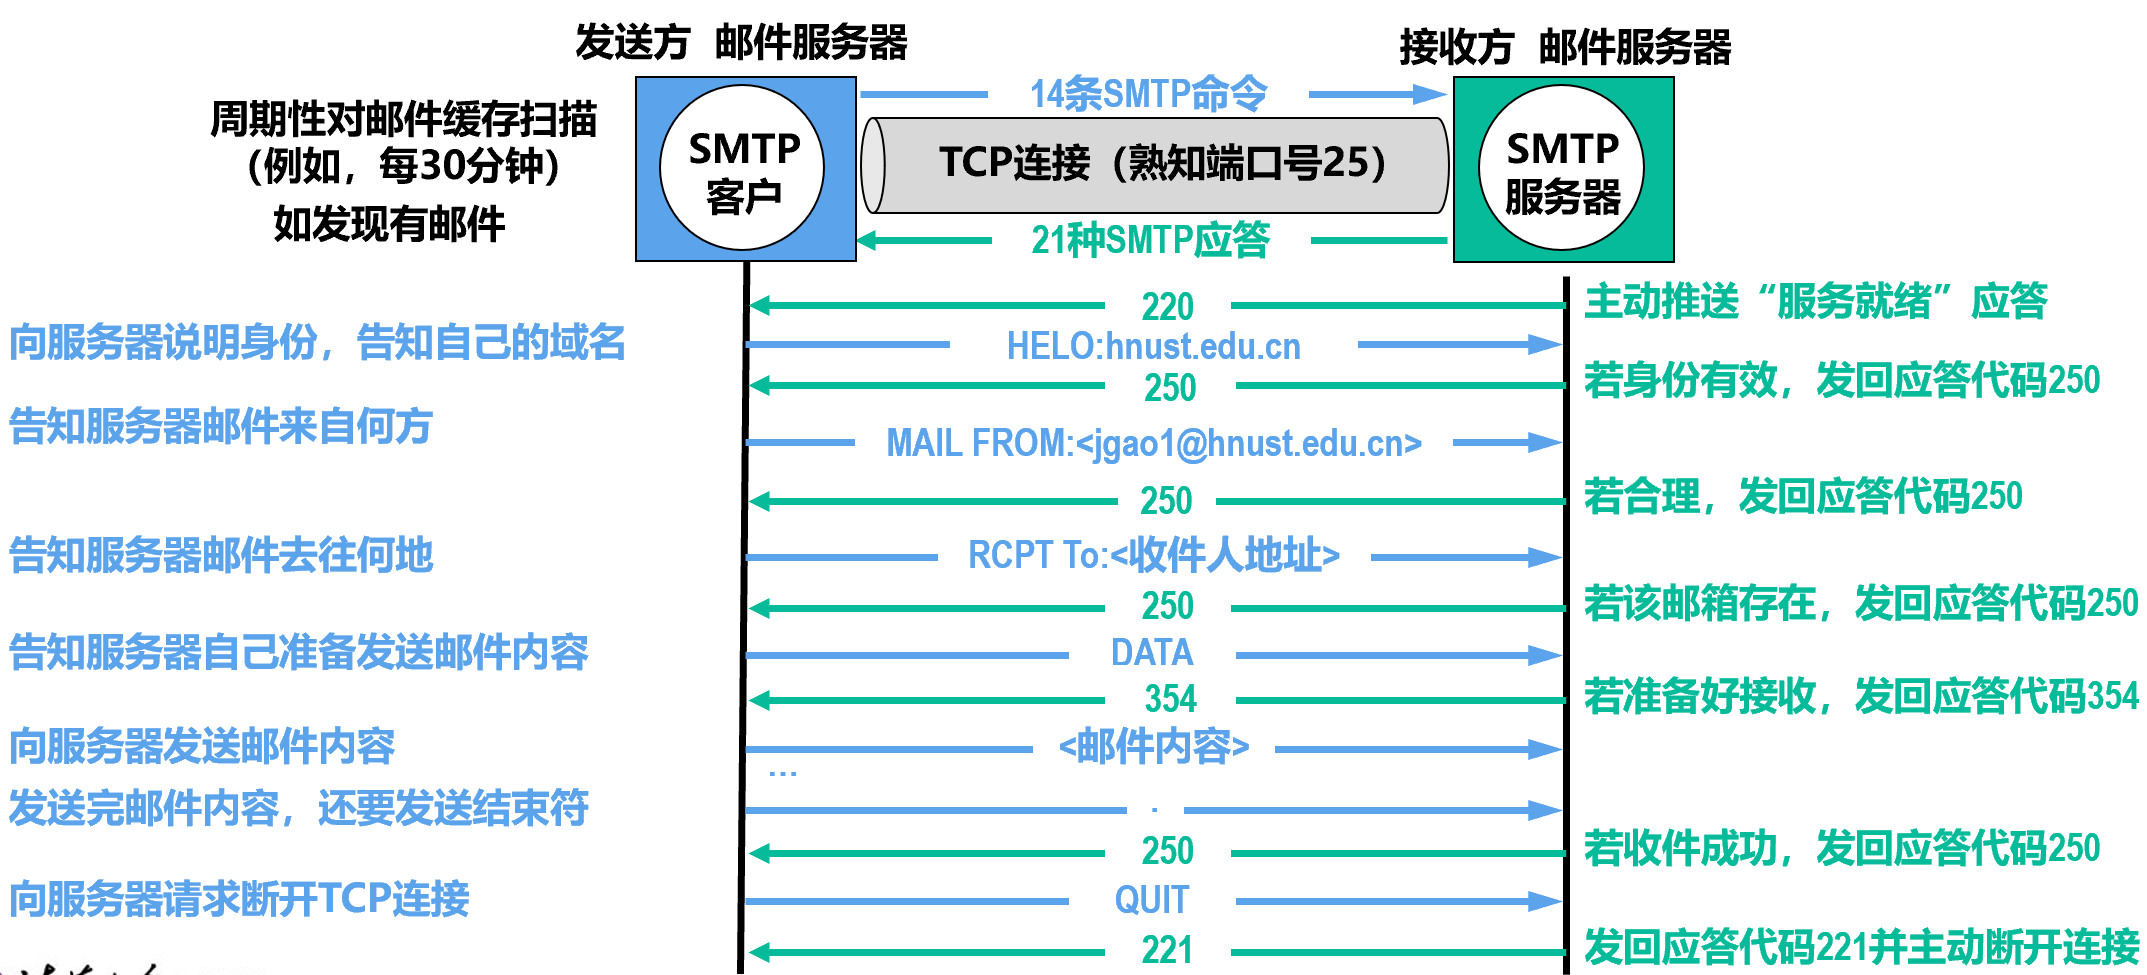 发送方 邮件服务器
接收方 邮件服务器
周期性对邮件缓存扫描
（例如，每30分钟）
如发现有邮件
SMTP
客户
14条SMTP命令
TCP连接（熟知端口号25）
21种SMTP应答
SMTP
服务器
220
主动推送“服务就绪”应答
向服务器说明身份，告知自己的域名
HELO:hnust.edu.cn
250
若身份有效，发回应答代码250
告知服务器邮件来自何方
MAIL FROM:<jgao1@hnust.edu.cn>
250
若合理，发回应答代码250
告知服务器邮件去往何地
RCPT To:<收件人地址>
250
若该邮箱存在，发回应答代码250
告知服务器自己准备发送邮件内容
DATA
354
若准备好接收，发回应答代码354
向服务器发送邮件内容
<邮件内容>
...
发送完邮件内容，还要发送结束符
.
250
若收件成功，发回应答代码250
向服务器请求断开TCP连接
QUIT
221
发回应答代码221并主动断开连接